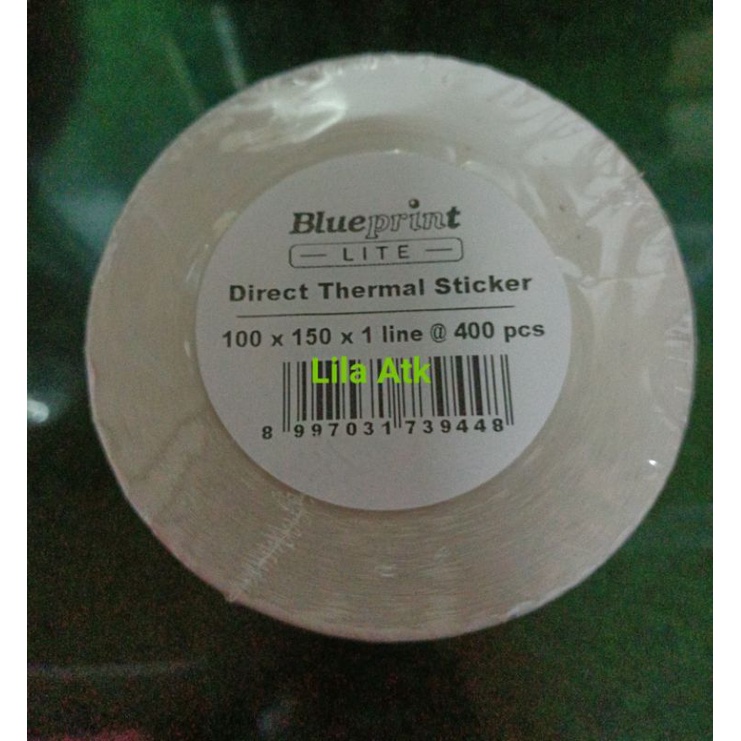 Blueprint
LITE
Direct Thermal Sticker
100 x 150 x 1 line @ 400 pcs
Lila Atk
8 997031 739448